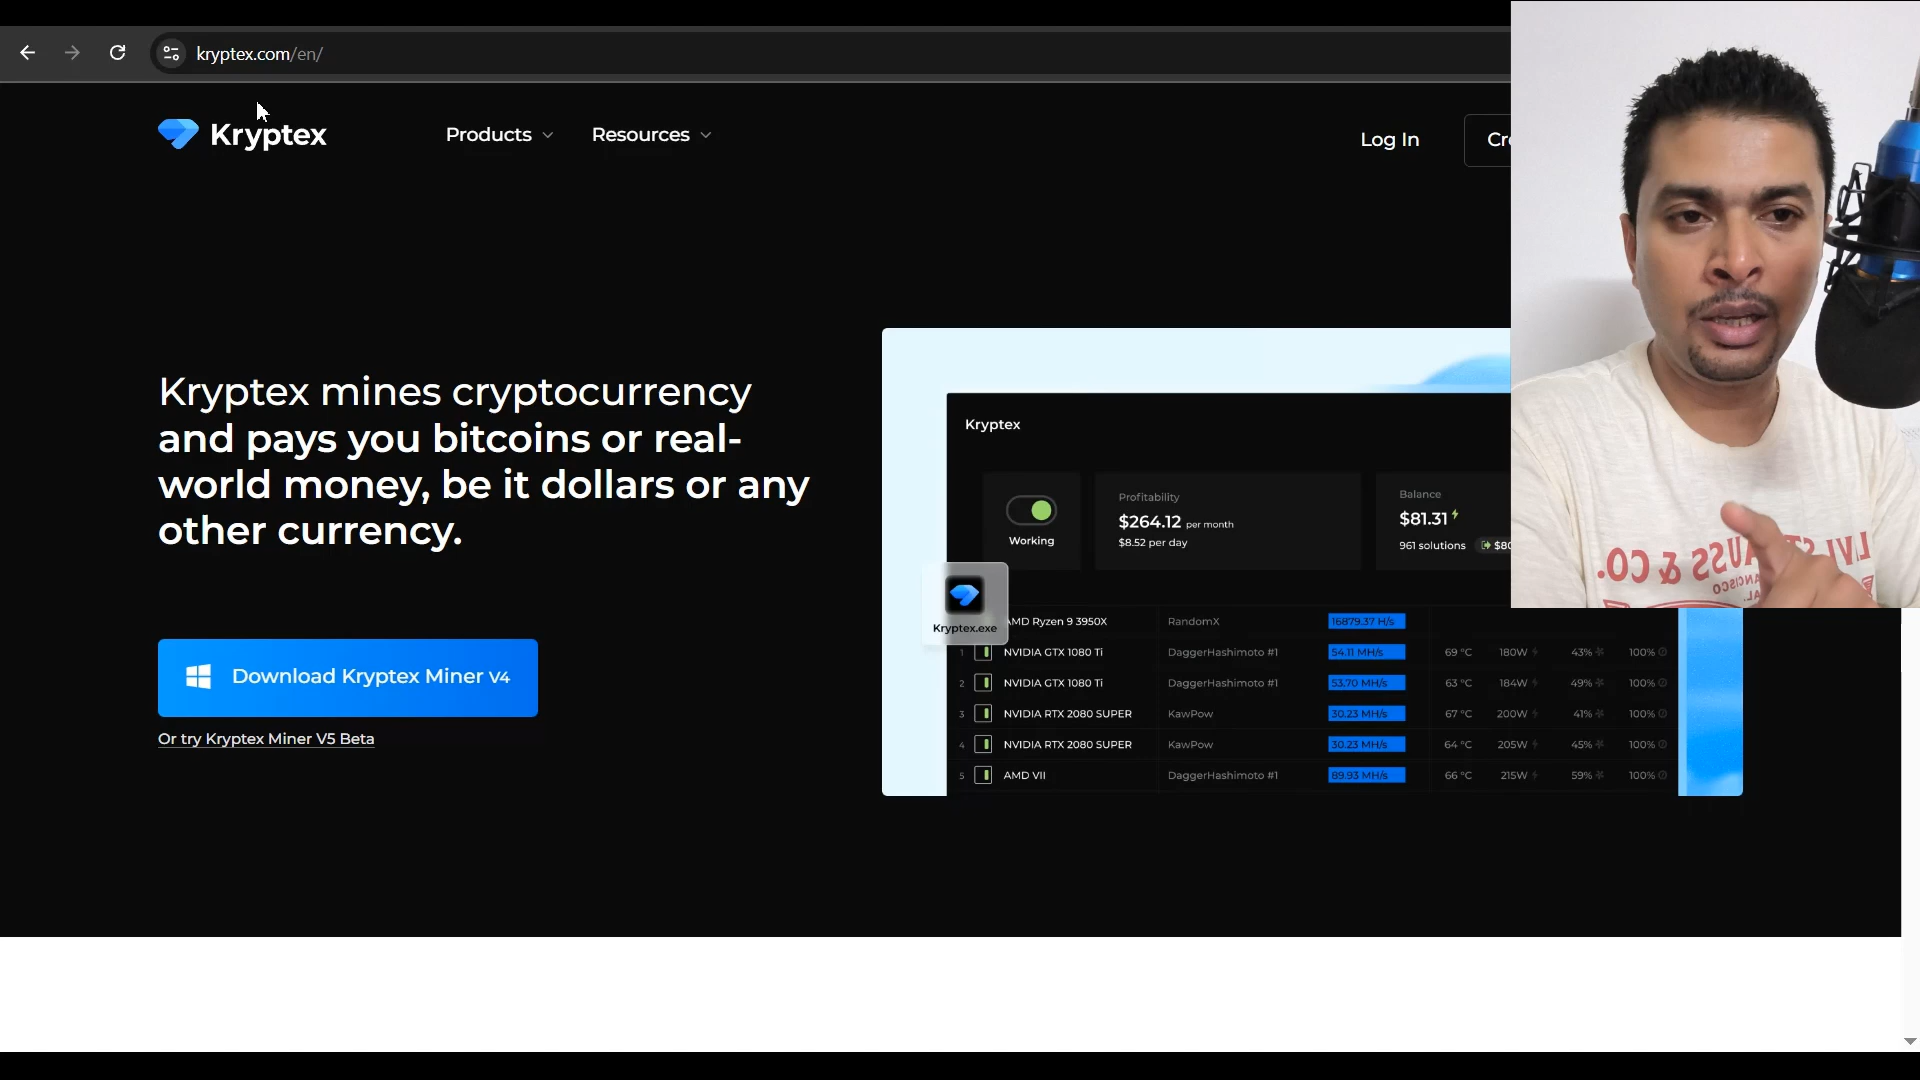 kryptex.com/en/
Kryptex
Products
Resources
Log In
Kryptex mines cryptocurrency
and pays you bitcoins or real-
world money, be it dollars or any
other currency.
Download Kryptex Miner v4
Or try Kryptex Miner V5 Beta
Kryptex
Working
Profitability
$264.12 per month
$8.52 per day
Balance
$81.31
961 solutions
Kryptex.exe
AMD Ryzen 9 3950X RandomX 16879.37 H/s
1 NVIDIA GTX 1080 Ti DaggerHashimoto #1 54.11 MH/s 69 °C 180W 43% 100%
2 NVIDIA GTX 1080 Ti DaggerHashimoto #1 53.70 MH/s 63 °C 184W 49% 100%
3 NVIDIA RTX 2080 SUPER KawPow 30.23 MH/s 67 °C 200W 41% 100%
4 NVIDIA RTX 2080 SUPER KawPow 30.23 MH/s 64 °C 205W 45% 100%
5 AMD VII DaggerHashimoto #1 89.93 MH/s 66 °C 215W 59% 100%